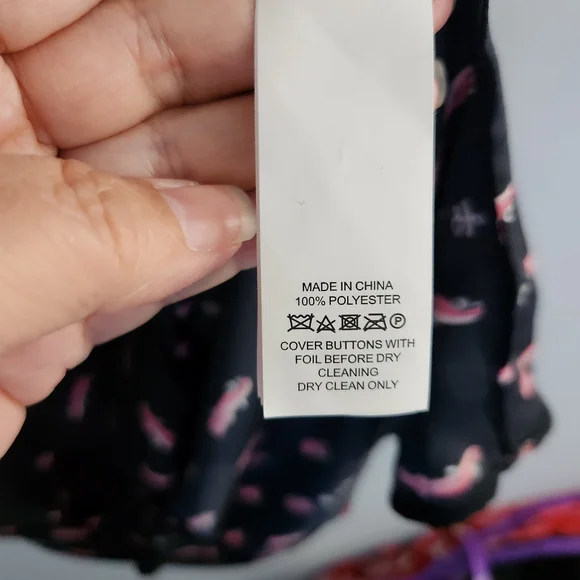 MADE IN CHINA
100% POLYESTER
P
COVER BUTTONS WITH
FOIL BEFORE DRY
CLEANING
DRY CLEAN ONLY